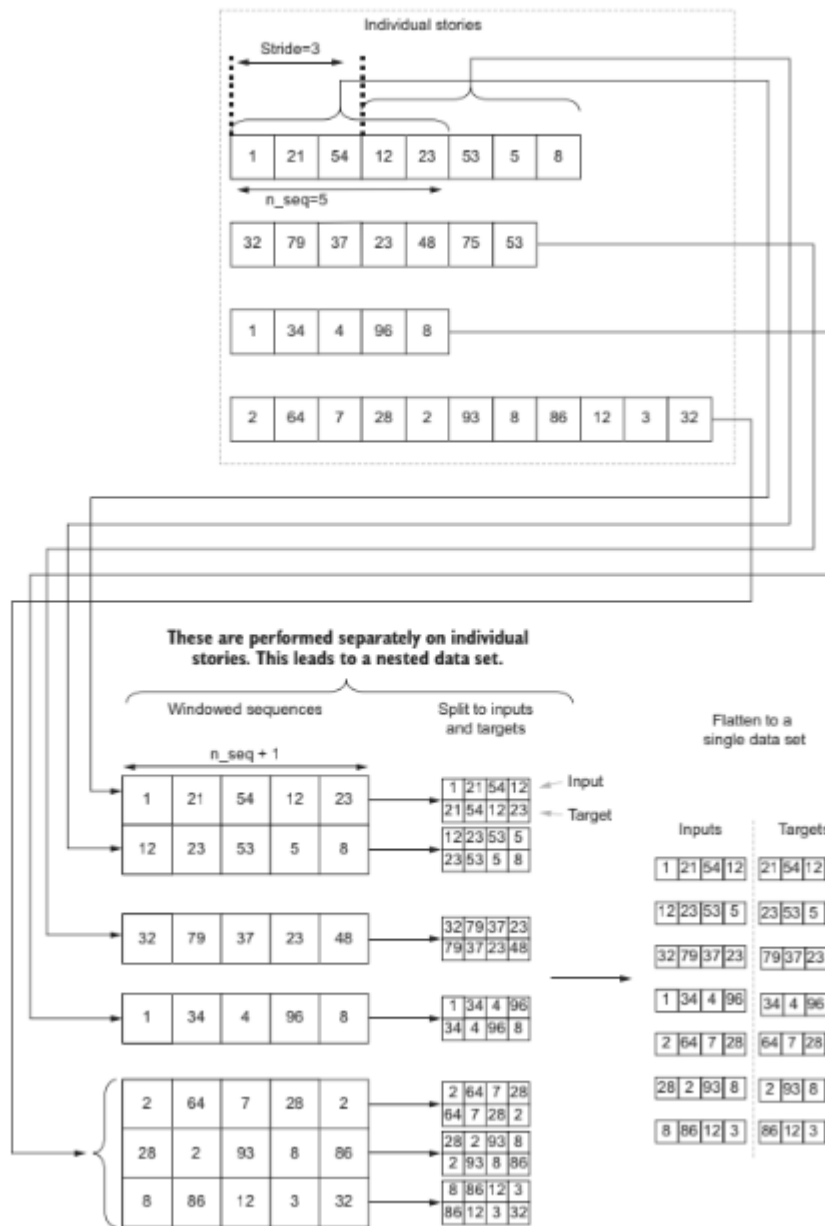 Individual stories
Stride=3
1 21 54 12 23 53 5 8
n_seq=5
32 79 37 23 48 75 53
1 34 4 96 8
2 64 7 28 2 93 8 86 12 3 32
These are performed separately on individual
stories. This leads to a nested data set.
Windowed sequences
n_seq + 1
1 21 54 12 23
12 23 53 5 8
32 79 37 23 48
1 34 4 96 8
2 64 7 28 2
28 2 93 8 86
8 86 12 3 32
Split to inputs
and targets
1 21 54 12
Input
21 54 12 23
Target
12 23 53 5
23 53 5 8
32 79 37 23
79 37 23 48
1 34 4 96
34 4 96 8
2 64 7 28
64 7 28 2
28 2 93 8
2 93 8 86
8 86 12 3
86 12 3 32
Flatten to a
single data set
Inputs Targets
1 21 54 12 21 54 12
12 23 53 5 23 53 5
32 79 37 23 79 37 23
1 34 4 96 34 4 96
2 64 7 28 64 7 28
28 2 93 8 2 93 8
8 86 12 3 86 12 3